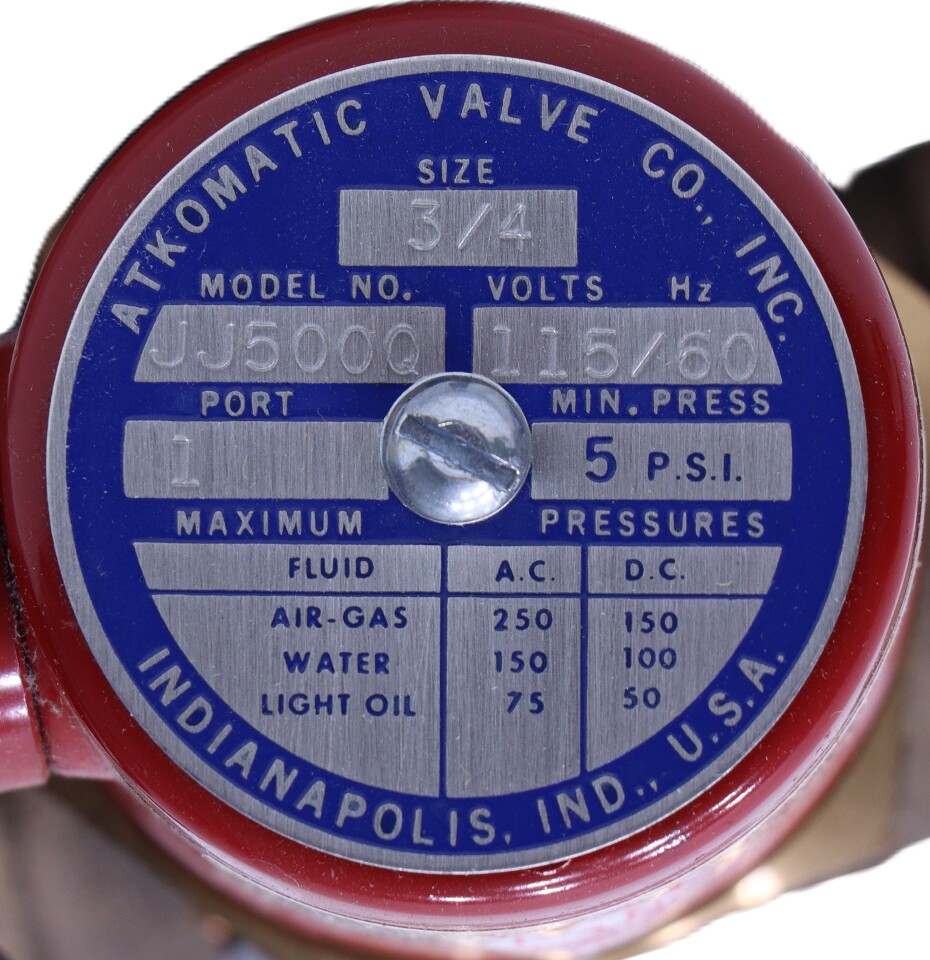 ATKOMATIC VALVE CO., INC.
SIZE
3/4
MODEL NO. VOLTS Hz
JJ500Q 115/60
PORT MIN. PRESS
1 5 P.S.I.
MAXIMUM PRESSURES
FLUID A.C. D.C.
AIR-GAS 250 150
WATER 150 100
LIGHT OIL 75 50
INDIANAPOLIS, IND., U.S.A.